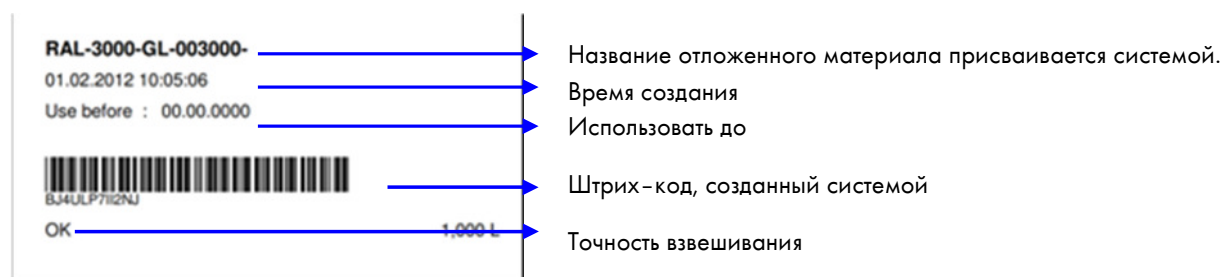 RAL-3000-GL-003000-
Название отложенного материала присваивается системой.
01.02.2012 10:05:06
Время создания
Use before : 00.00.0000
Использовать до
Штрих-код, созданный системой
BJ4ULP7II2NJ
OK 1,000 L
Точность взвешивания